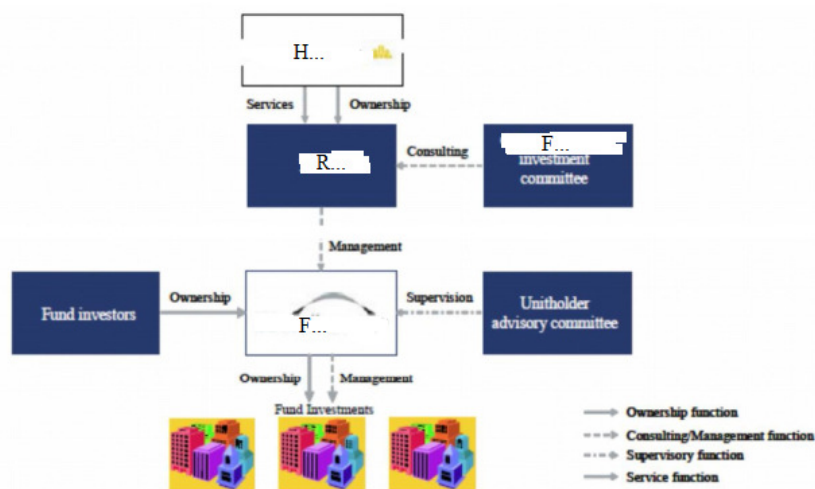 H...
Services
Ownership
R...
Consulting
F...
investment
committee
Management
Fund investors
Ownership
F...
Supervision
Unitholder
advisory committee
Ownership
Management
Fund Investments
Ownership function
Consulting/Management function
Supervisory function
Service function